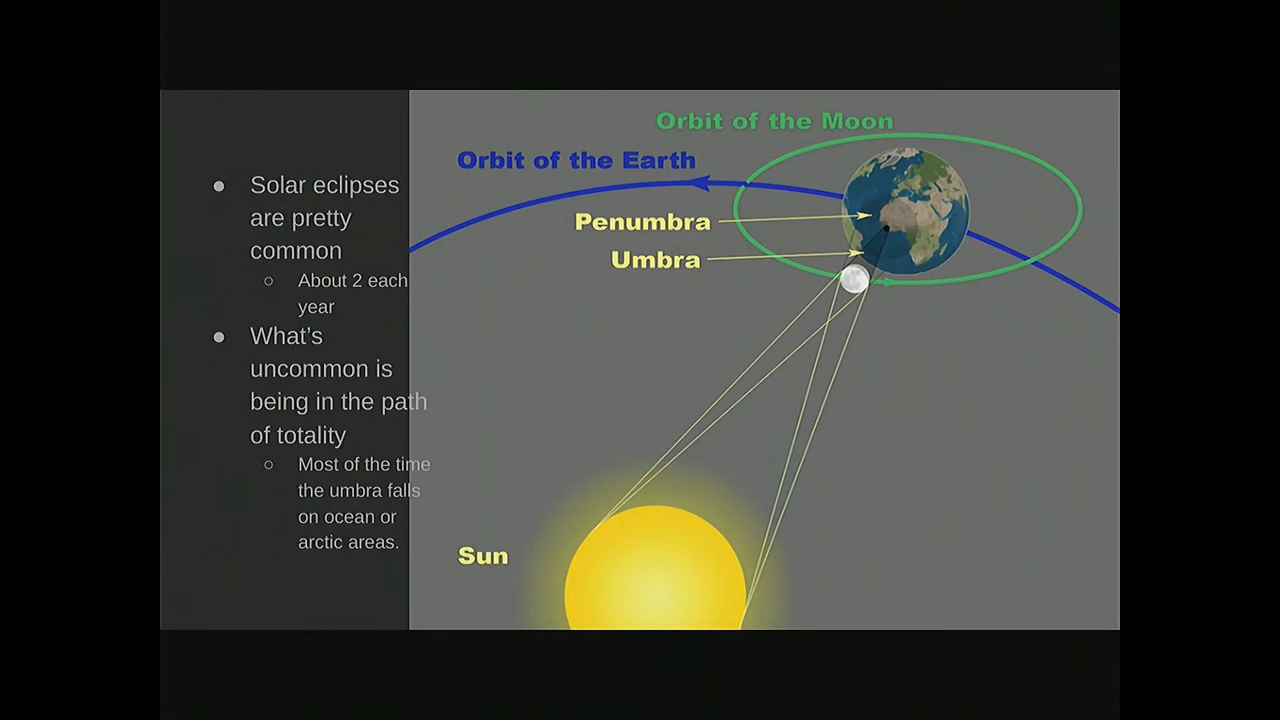 Solar eclipses
are pretty
common
About 2 each
year
What's
uncommon is
being in the path
of totality
Most of the time
the umbra falls
on ocean or
arctic areas.
Orbit of the Moon
Orbit of the Earth
Penumbra
Umbra
Sun